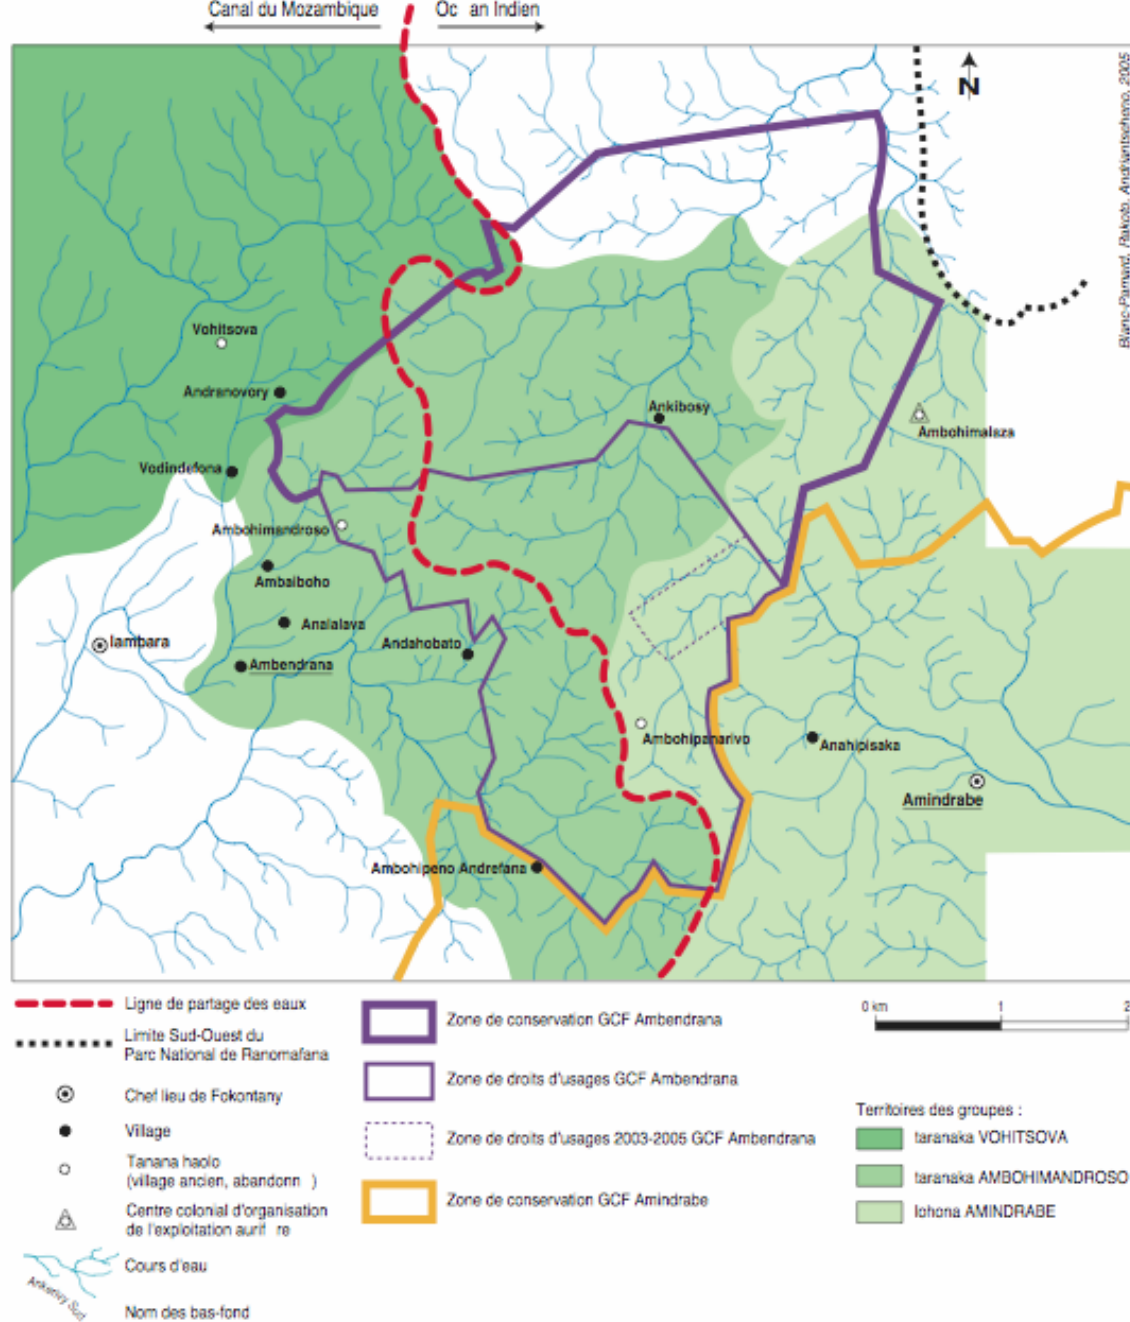 Canal du Mozambique
Oc an Indien
N
Blanc-Pamard, Rakoto, Andriantseheno, 2005
Vohitsova
Andranovory
Ankibosy
Ambohimalaza
Vodindefona
Ambohimandroso
Ambaiboho
Iambara
Analalava
Andahobato
Ambendrana
Ambohipanarivo
Anahipisaka
Amindrabe
Ambohipeno Andrefana
Ligne de partage des eaux
Limite Sud-Ouest du
Parc National de Ranomafana
Chef lieu de Fokontany
Village
Tanana haolo
(village ancien, abandonn )
Centre colonial d'organisation
de l'exploitation aurif re
Cours d'eau
Ankerivy Sud
Nom des bas-fond
Zone de conservation GCF Ambendrana
Zone de droits d'usages GCF Ambendrana
Zone de droits d'usages 2003-2005 GCF Ambendrana
Zone de conservation GCF Amindrabe
0 km 1 2
Territoires des groupes :
taranaka VOHITSOVA
taranaka AMBOHIMANDROSO
lohona AMINDRABE